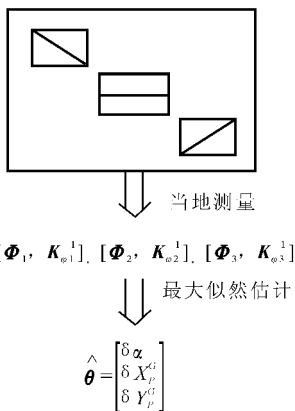 当地测量
[Φ₁, K_φ1^1]. [Φ₂, K_φ2^1]. [Φ₃, K_φ3^1]
最大似然估计
θ̂ = [δα
δX_P^G
δY_P^G]